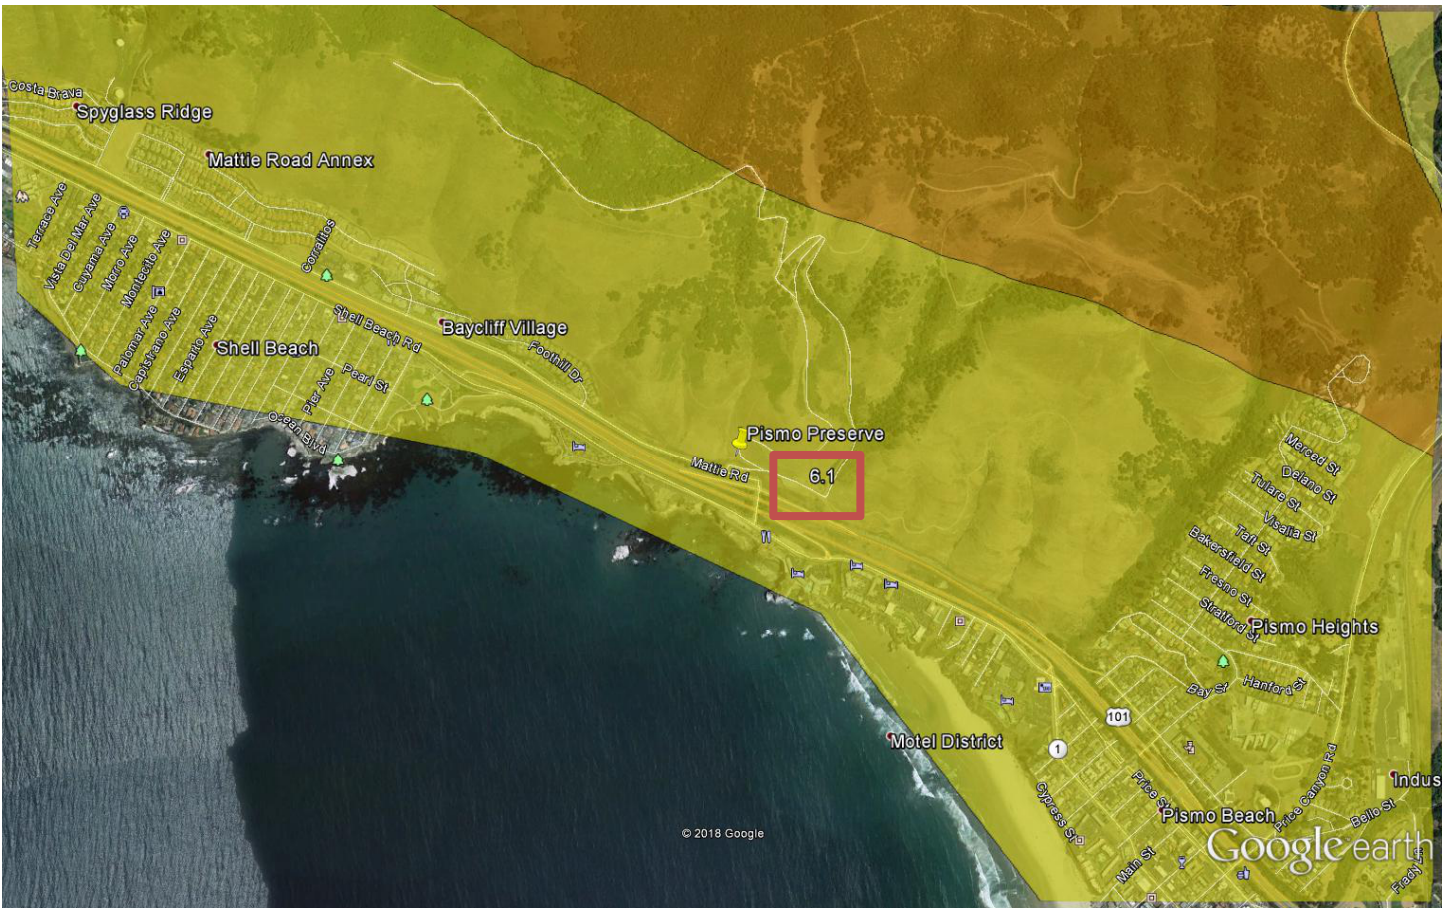 Costa Brava
Spyglass Ridge
Mattie Road Annex
Terrace Ave
Vista Del Mar Ave
Cuyama Ave
Morro Ave
Montecito Ave
Corralitos
Palomar Ave
Capistrano Ave
Esparto Ave
Shell Beach
Shell Beach Rd
Baycliff Village
Foothill Dr
Pearl St
Pier Ave
Ocean Blvd
Pismo Preserve
Mattie Rd
6.1
Merced St
Delano St
Tulare St
Visalia St
Taft St
Bakersfield St
Fresno St
Stratford St
Pismo Heights
Bay St
Hanford St
101
Motel District
1
Price Canyon Rd
Indus
Cypress St
Price St
Pismo Beach
Bello St
© 2018 Google
Google earth
Main St